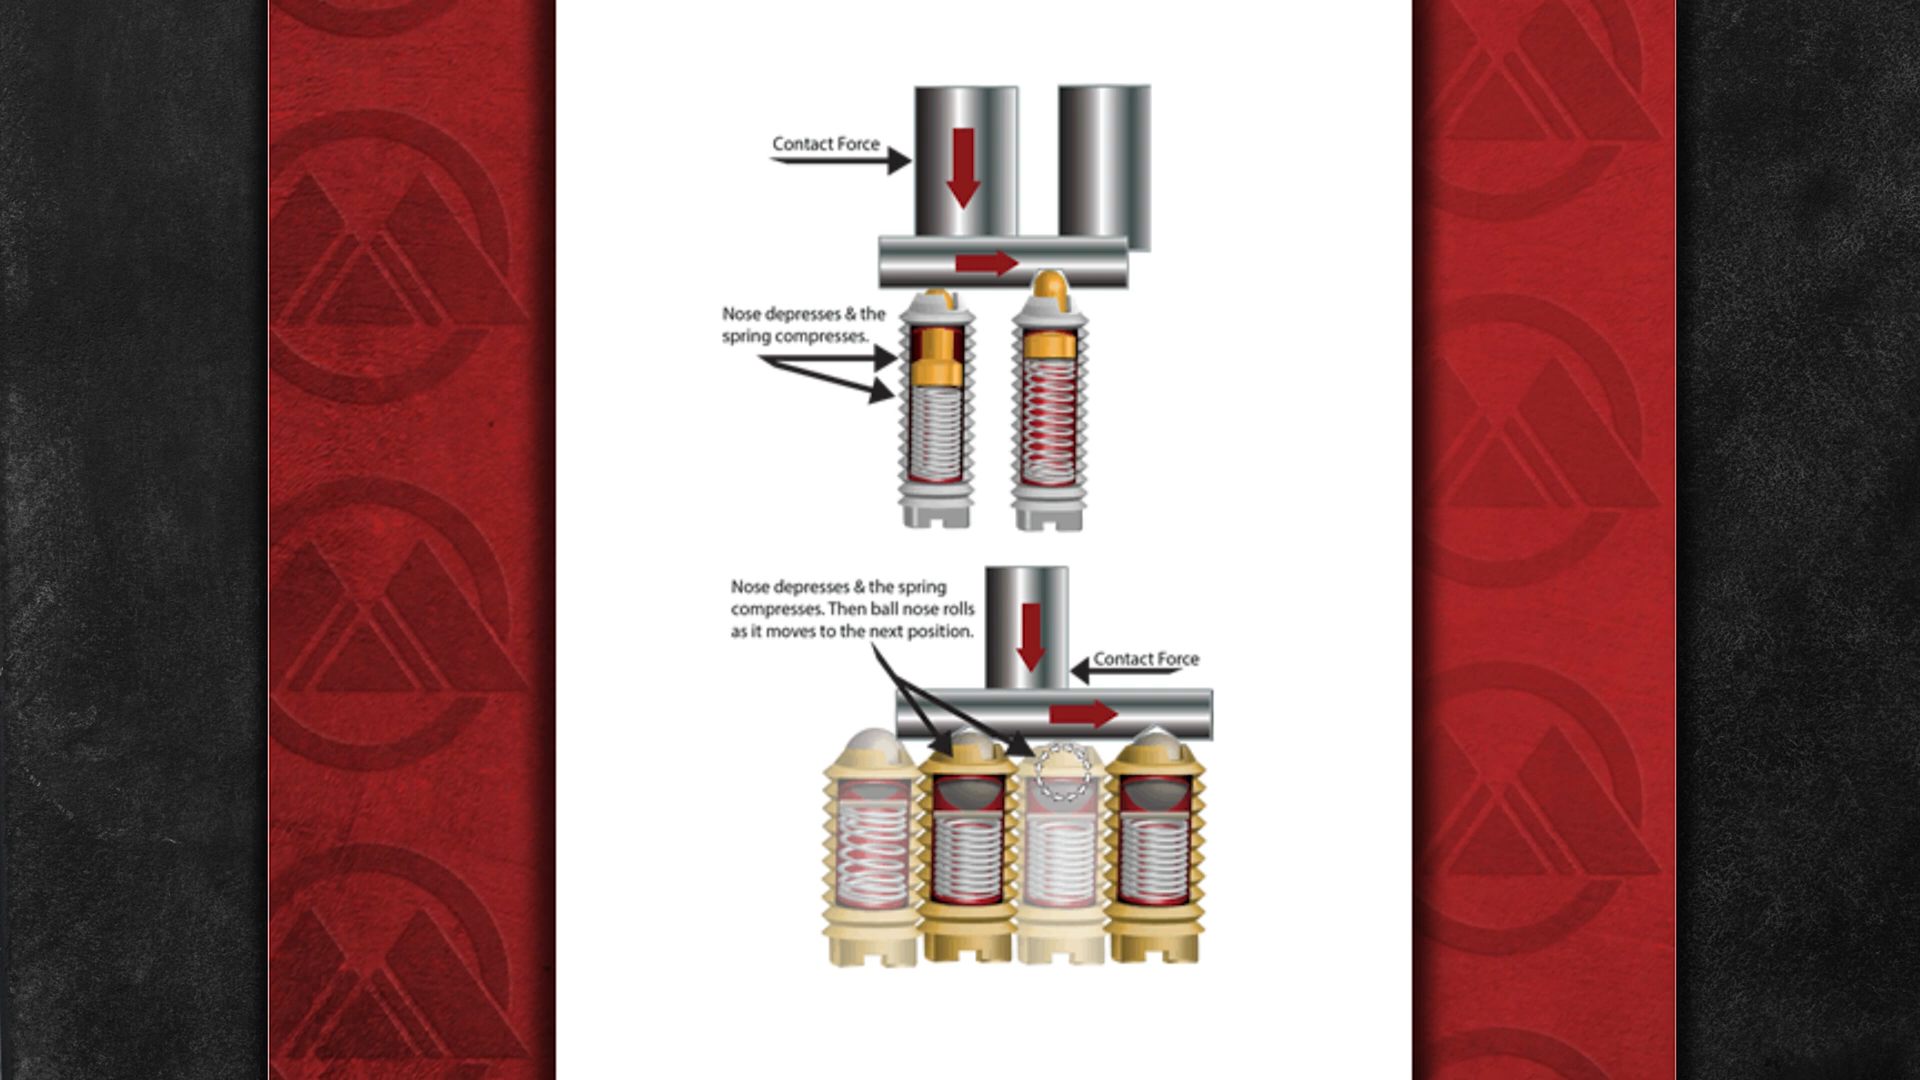 Contact Force
Nose depresses & the
spring compresses.
Nose depresses & the spring
compresses. Then ball nose rolls
as it moves to the next position.
Contact Force